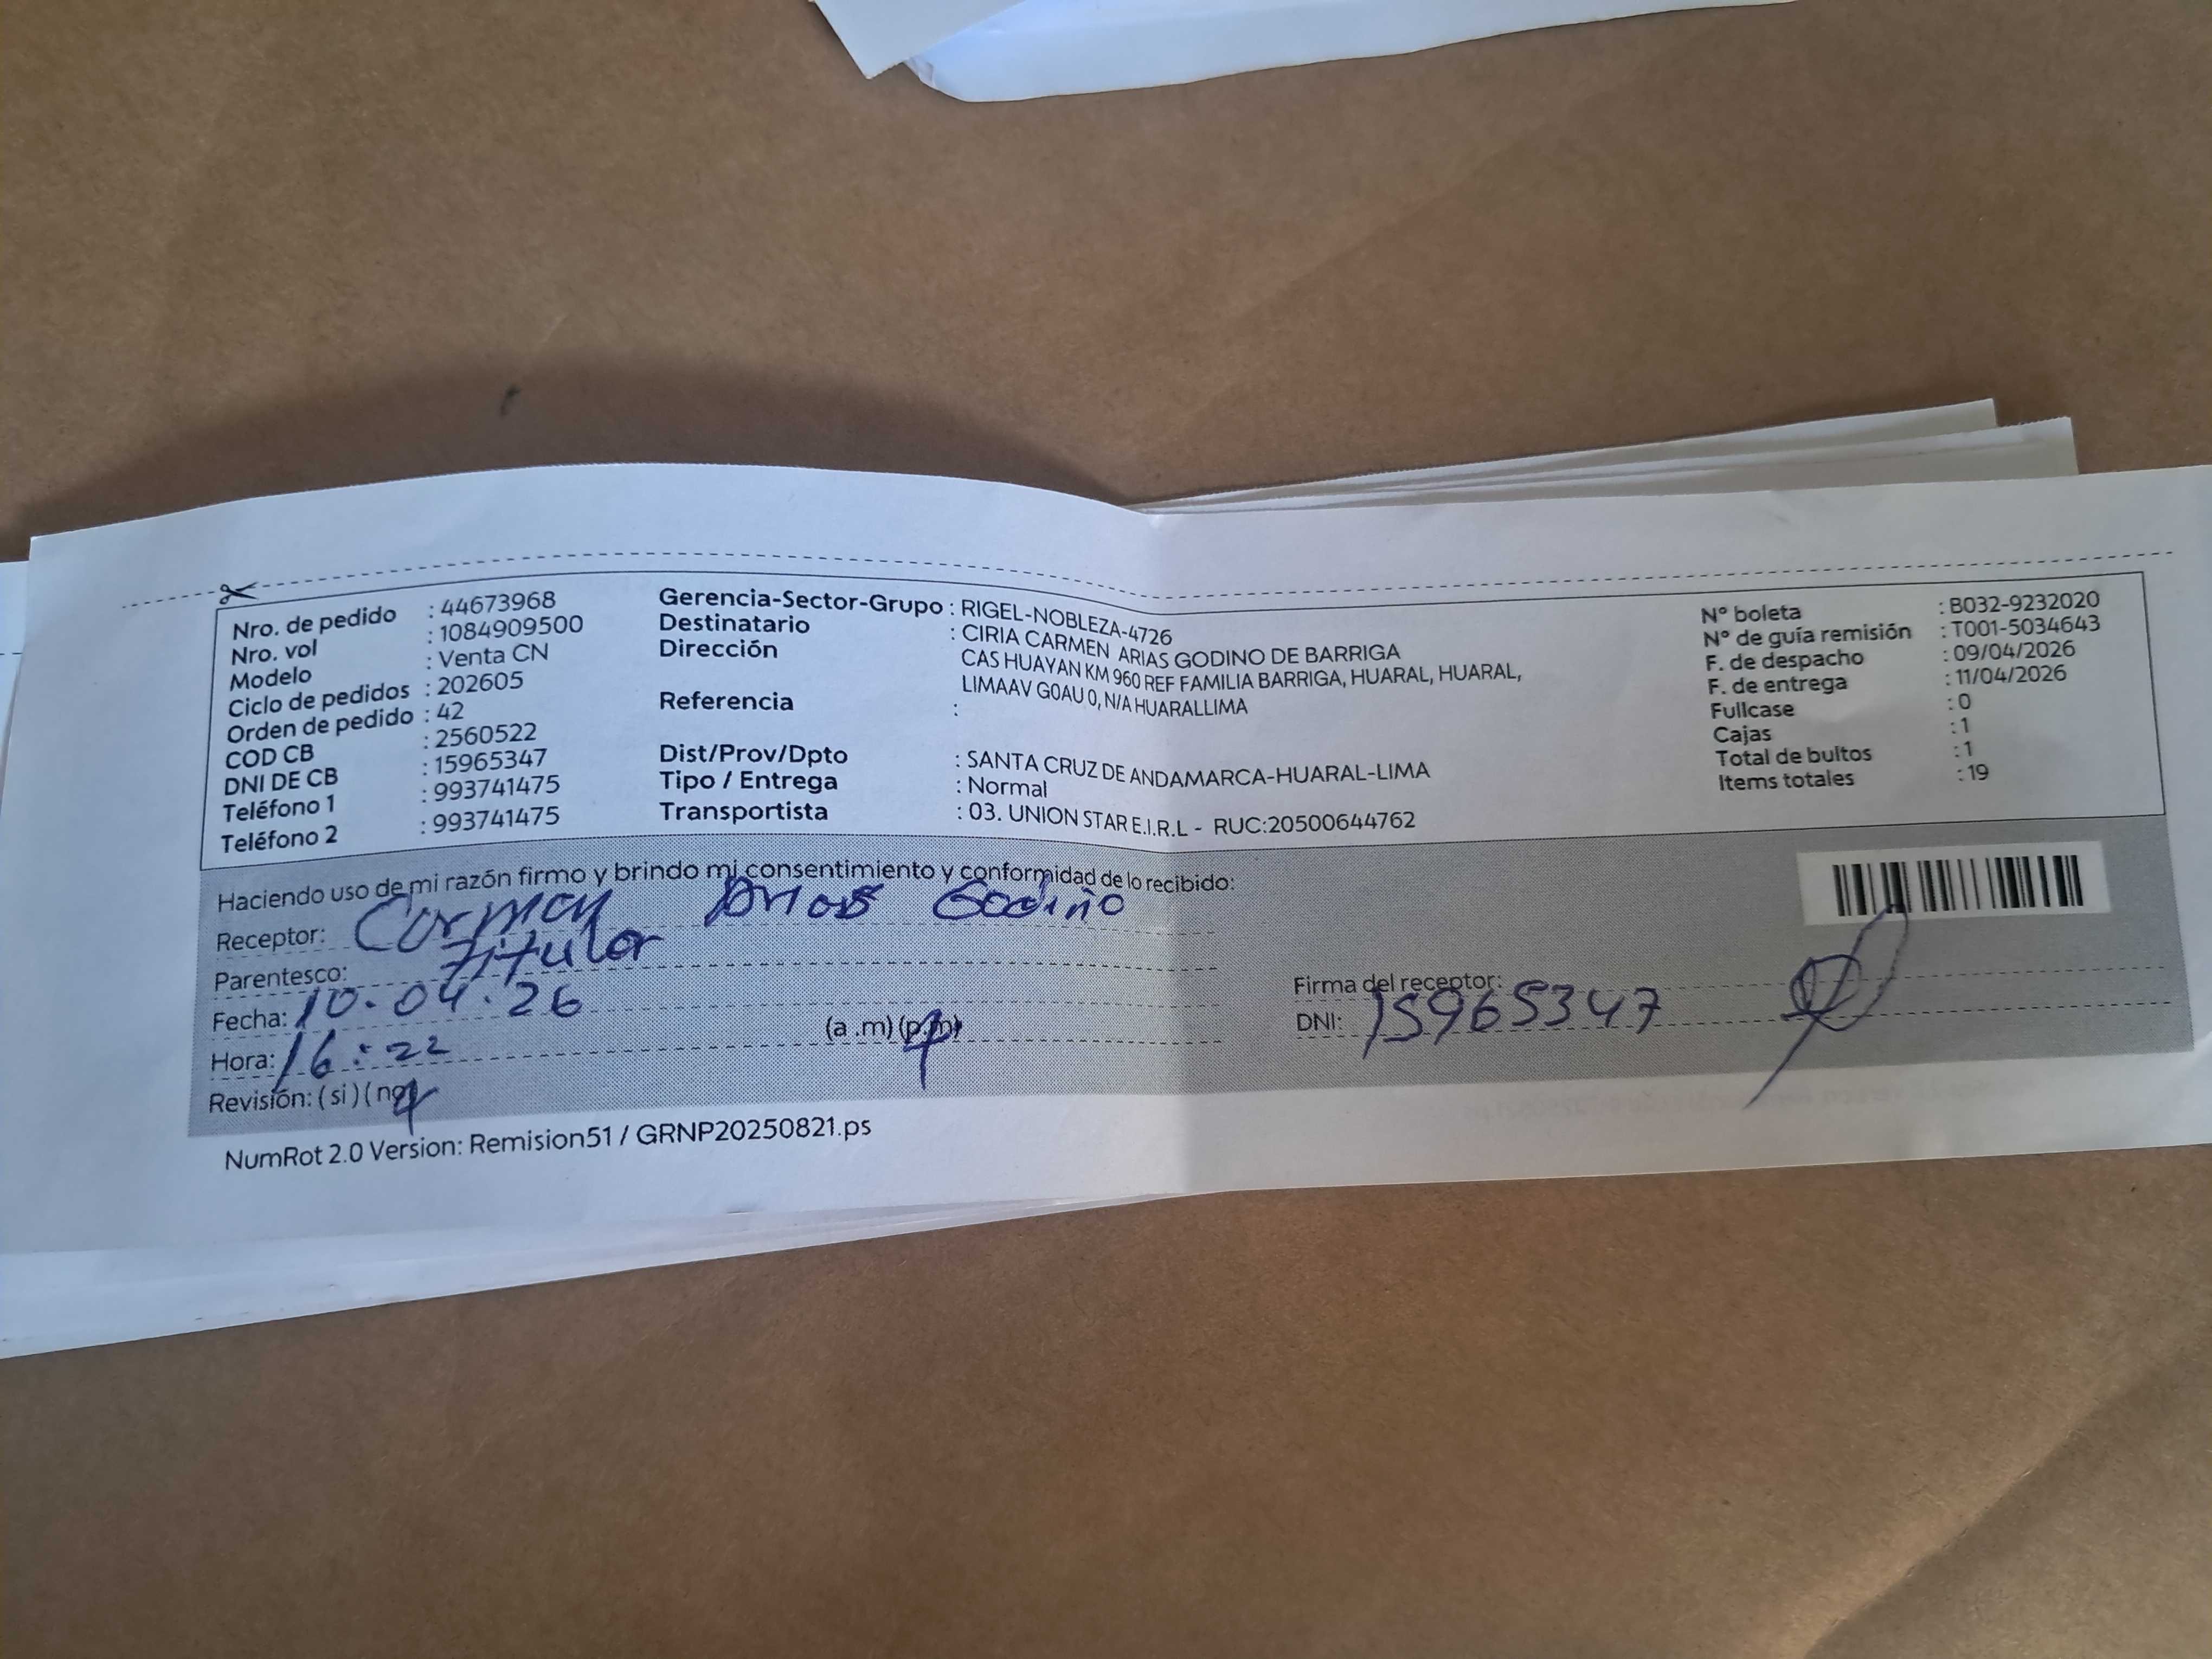 Nro. de pedido : 44673968
Nro. vol : 1084909500
Modelo : Venta CN
Ciclo de pedidos : 202605
Orden de pedido : 42
COD CB : 2560522
DNI DE CB : 15965347
Teléfono 1 : 993741475
Teléfono 2 : 993741475
Gerencia-Sector-Grupo : RIGEL-NOBLEZA-4726
Destinatario : CIRIA CARMEN ARIAS GODINO DE BARRIGA
Dirección CAS HUAYAN KM 960 REF FAMILIA BARRIGA, HUARAL, HUARAL,
LIMAAV G0AU 0, N/A HUARALLIMA
Referencia :
Dist/Prov/Dpto : SANTA CRUZ DE ANDAMARCA-HUARAL-LIMA
Tipo / Entrega : Normal
Transportista : 03. UNION STAR E.I.R.L - RUC:20500644762
N° boleta : B032-9232020
N° de guía remisión : T001-5034643
F. de despacho : 09/04/2026
F. de entrega : 11/04/2026
Fullcase : 0
Cajas : 1
Total de bultos : 1
Items totales : 19
Haciendo uso de mi razón firmo y brindo mi consentimiento y conformidad de lo recibido:
Receptor: Carmen Arias Godiño
Parentesco: titular
Fecha: 10.04.26
Hora: 16:22 (a .m) (p.m)
Revisión: ( si ) ( no )
Firma del receptor:
DNI: 15965347
NumRot 2.0 Version: Remision51 / GRNP20250821.ps